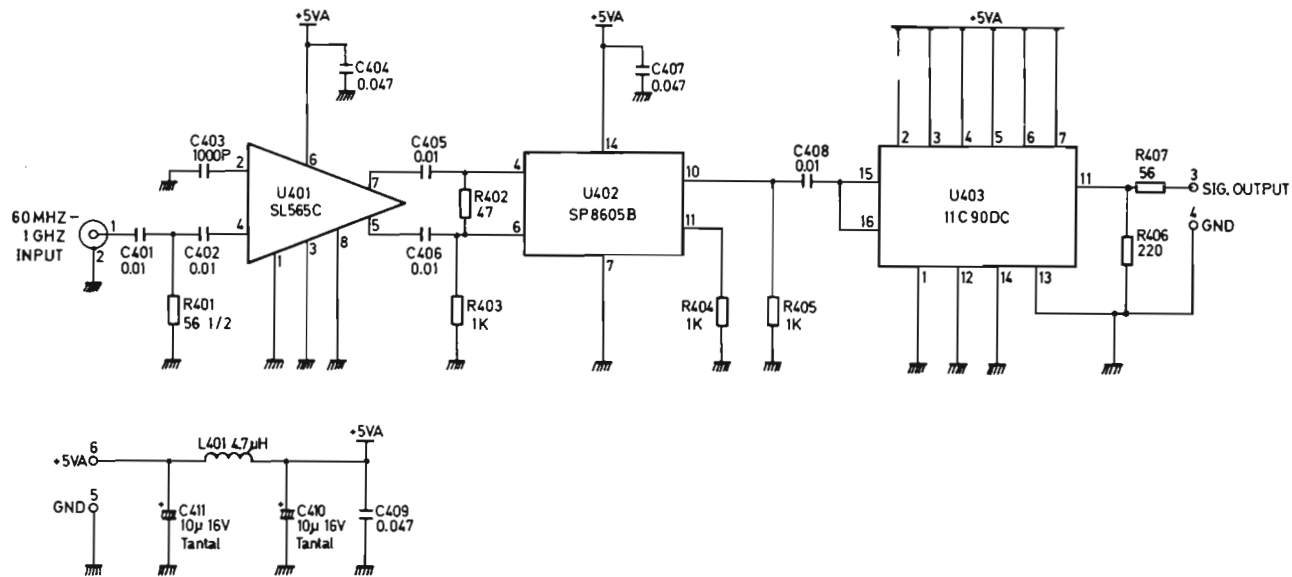 +5VA
C404
0.047
C403
1000P
2
6
U401
SL565C
7
5
4
1
3
8
60MHZ-
1GHZ
INPUT
1
2
C401
0.01
C402
0.01
R401
56 1/2
C405
0.01
R402
47
C406
0.01
R403
1K
+5VA
C407
0.047
14
4
6
U402
SP8605B
10
11
7
R404
1K
R405
1K
C408
0.01
+5VA
2
3
4
5
6
7
15
16
U403
11C90DC
11
1
12
14
13
R407
56
3
SIG. OUTPUT
4
GND
R406
220
+5VA
6
L401 4.7µH
+5VA
GND
5
C411
10µ 16V
Tantal
C410
10µ 16V
Tantal
C409
0.047